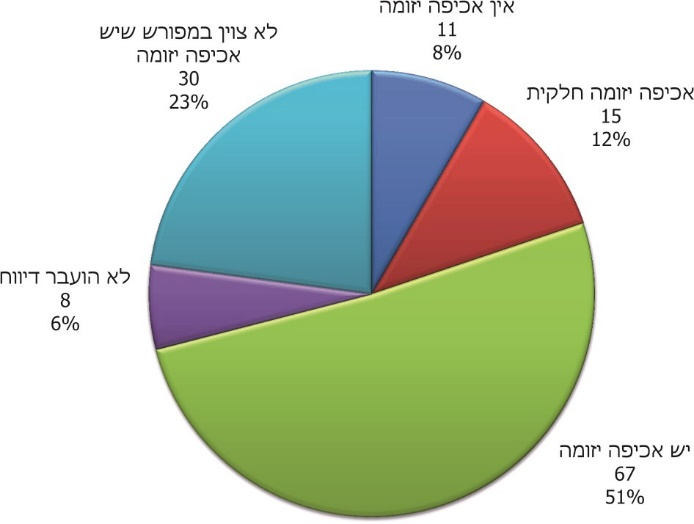 אין אכיפה יזומה
11
8%
אכיפה יזומה חלקית
15
12%
יש אכיפה יזומה
67
51%
לא הועבר דיווח
8
6%
לא צוין במפורש שיש
אכיפה יזומה
30
23%